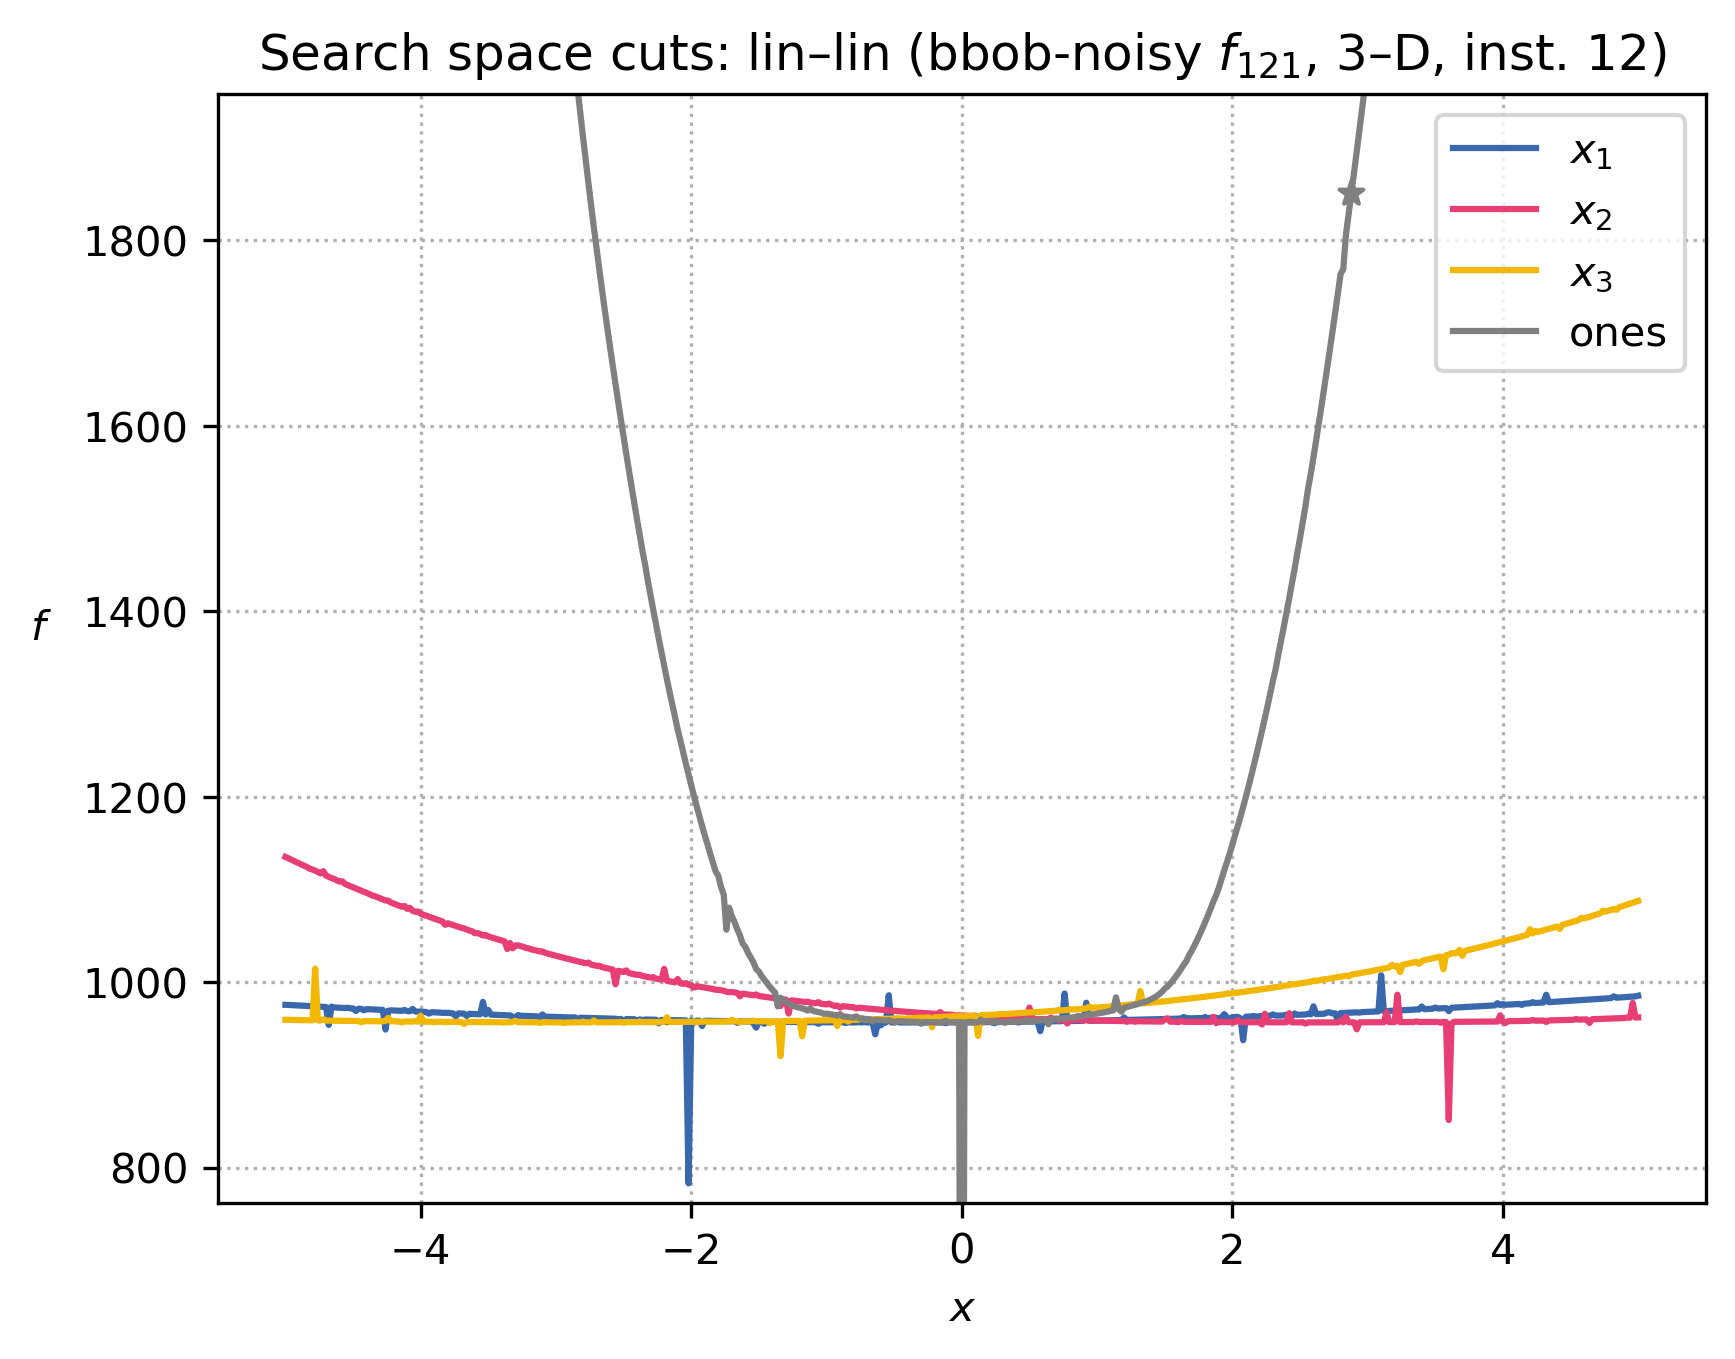 Search space cuts: lin–lin (bbob-noisy f₁₂₁, 3–D, inst. 12)
x₁
x₂
x₃
ones
f
1800
1600
1400
1200
1000
800
−4
−2
0
2
4
x